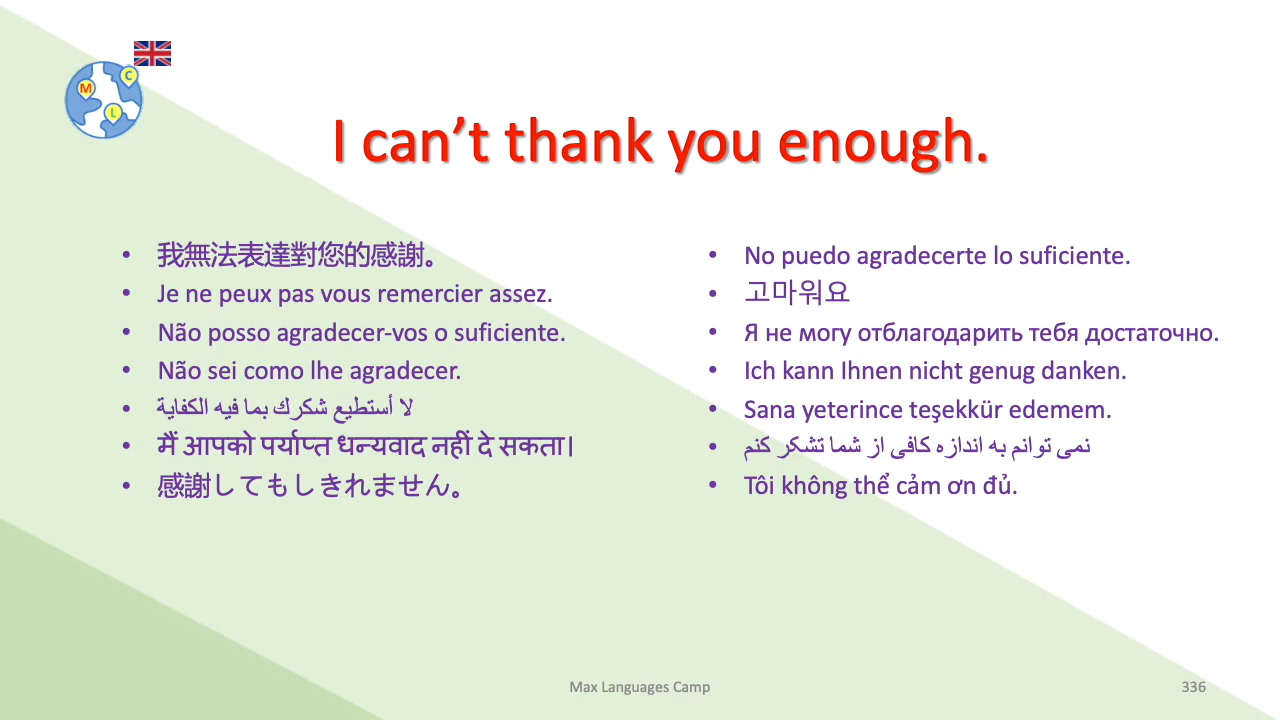 M
C
L
I can’t thank you enough.
• 我無法表達對您的感謝。
• Je ne peux pas vous remercier assez.
• Não posso agradecer-vos o suficiente.
• Não sei como lhe agradecer.
• لا أستطيع شكرك بما فيه الكفاية
• मैं आपको पर्याप्त धन्यवाद नहीं दे सकता।
• 感謝してもしきれません。
• No puedo agradecerte lo suficiente.
• 고마워요
• Я не могу отблагодарить тебя достаточно.
• Ich kann Ihnen nicht genug danken.
• Sana yeterince teşekkür edemem.
• نمی توانم به اندازه کافی از شما تشکر کنم
• Tôi không thể cảm ơn đủ.
Max Languages Camp
336